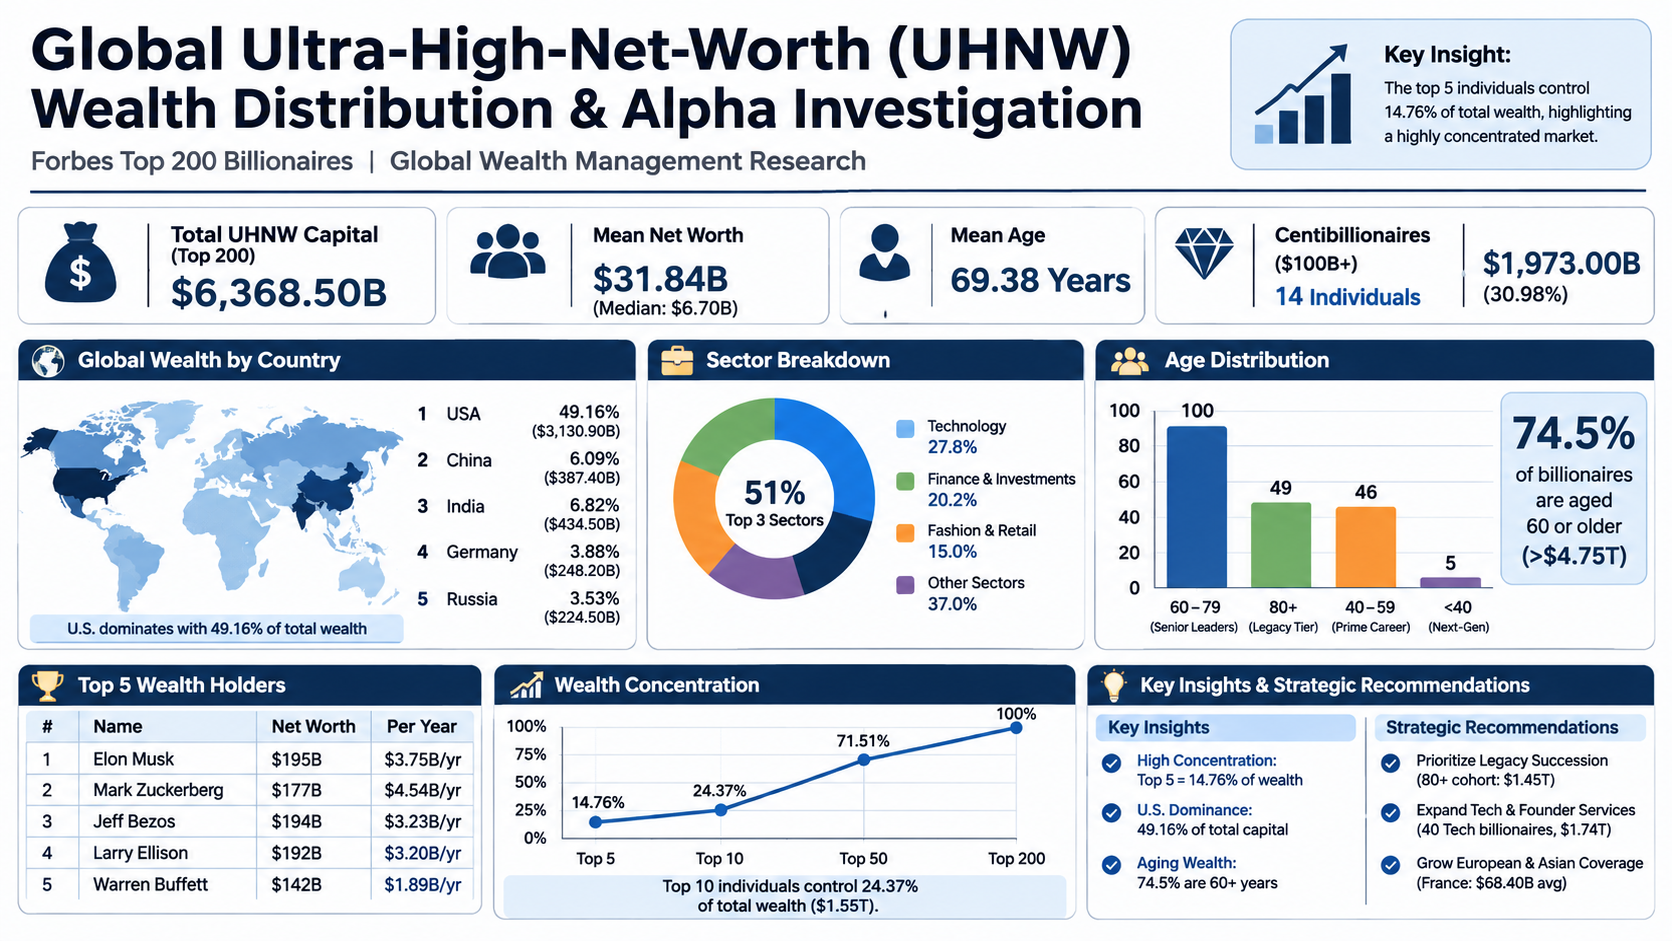 Global Ultra-High-Net-Worth (UHNW)
Wealth Distribution & Alpha Investigation
Forbes Top 200 Billionaires | Global Wealth Management Research
Key Insight:
The top 5 individuals control
14.76% of total wealth, highlighting
a highly concentrated market.
$
Total UHNW Capital
(Top 200)
$6,368.50B
Mean Net Worth
$31.84B
(Median: $6.70B)
Mean Age
69.38 Years
Centibillionaires
($100B+)
14 Individuals
$1,973.00B
(30.98%)
Global Wealth by Country
1 USA 49.16%
($3,130.90B)
2 China 6.09%
($387.40B)
3 India 6.82%
($434.50B)
4 Germany 3.88%
($248.20B)
5 Russia 3.53%
($224.50B)
U.S. dominates with 49.16% of total wealth
Sector Breakdown
51%
Top 3 Sectors
Technology
27.8%
Finance & Investments
20.2%
Fashion & Retail
15.0%
Other Sectors
37.0%
Age Distribution
100
80
60
40
20
0
100
49
46
5
60–79 80+ 40–59 <40
(Senior Leaders) (Legacy Tier) (Prime Career) (Next-Gen)
74.5%
of billionaires
are aged
60 or older
(>$4.75T)
Top 5 Wealth Holders
# Name Net Worth Per Year
1 Elon Musk $195B $3.75B/yr
2 Mark Zuckerberg $177B $4.54B/yr
3 Jeff Bezos $194B $3.23B/yr
4 Larry Ellison $192B $3.20B/yr
5 Warren Buffett $142B $1.89B/yr
Wealth Concentration
100%
75%
50%
25%
0%
14.76%
24.37%
71.51%
100%
Top 5 Top 10 Top 50 Top 200
Top 10 individuals control 24.37%
of total wealth ($1.55T).
Key Insights & Strategic Recommendations
Key Insights
High Concentration:
Top 5 = 14.76% of wealth
U.S. Dominance:
49.16% of total capital
Aging Wealth:
74.5% are 60+ years
Strategic Recommendations
Prioritize Legacy Succession
(80+ cohort: $1.45T)
Expand Tech & Founder Services
(40 Tech billionaires, $1.74T)
Grow European & Asian Coverage
(France: $68.40B avg)